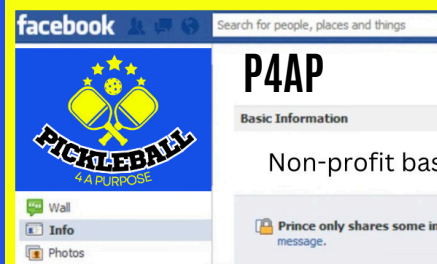 facebook
Search for people, places and things
P4AP
PICKLEBALL
4 A PURPOSE
Basic Information
Non-profit bas
Wall
Info
Photos
Prince only shares some in
message.